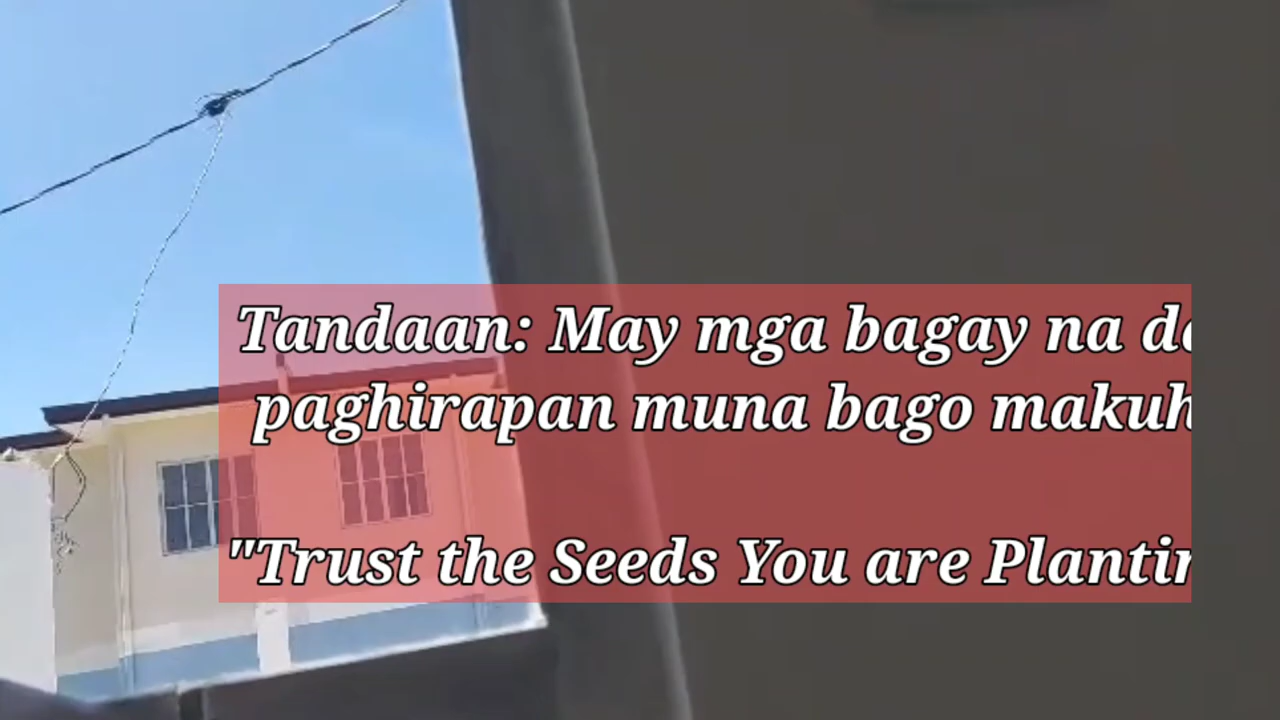 Tandaan: May mga bagay na
paghirapan muna bago
"Trust the Seeds You are